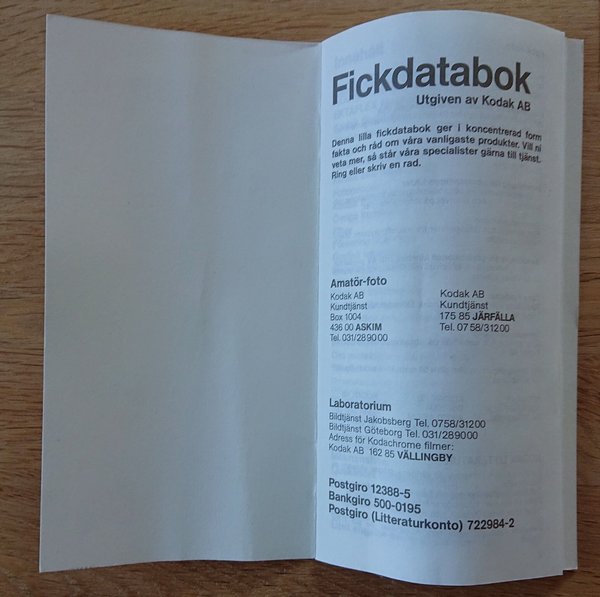 Fickdatabok
Utgiven av Kodak AB
Denna lilla fickdatabok ger i koncentrerad form
fakta och råd om våra vanligaste produkter. Vill ni
veta mer, så står våra specialister gärna till tjänst.
Ring eller skriv en rad.
Amatör-foto
Kodak AB
Kundtjänst
Box 1004
436 00 ASKIM
Tel. 031/28 90 00
Kodak AB
Kundtjänst
175 85 JÄRFÄLLA
Tel. 07 58/312 00
Laboratorium
Bildtjänst Jakobsberg Tel. 0758/312 00
Bildtjänst Göteborg Tel. 031/28 90 00
Adress för Kodachrome filmer:
Kodak AB 162 85 VÄLLINGBY
Postgiro 12388-5
Bankgiro 500-0195
Postgiro (Litteraturkonto) 722984-2